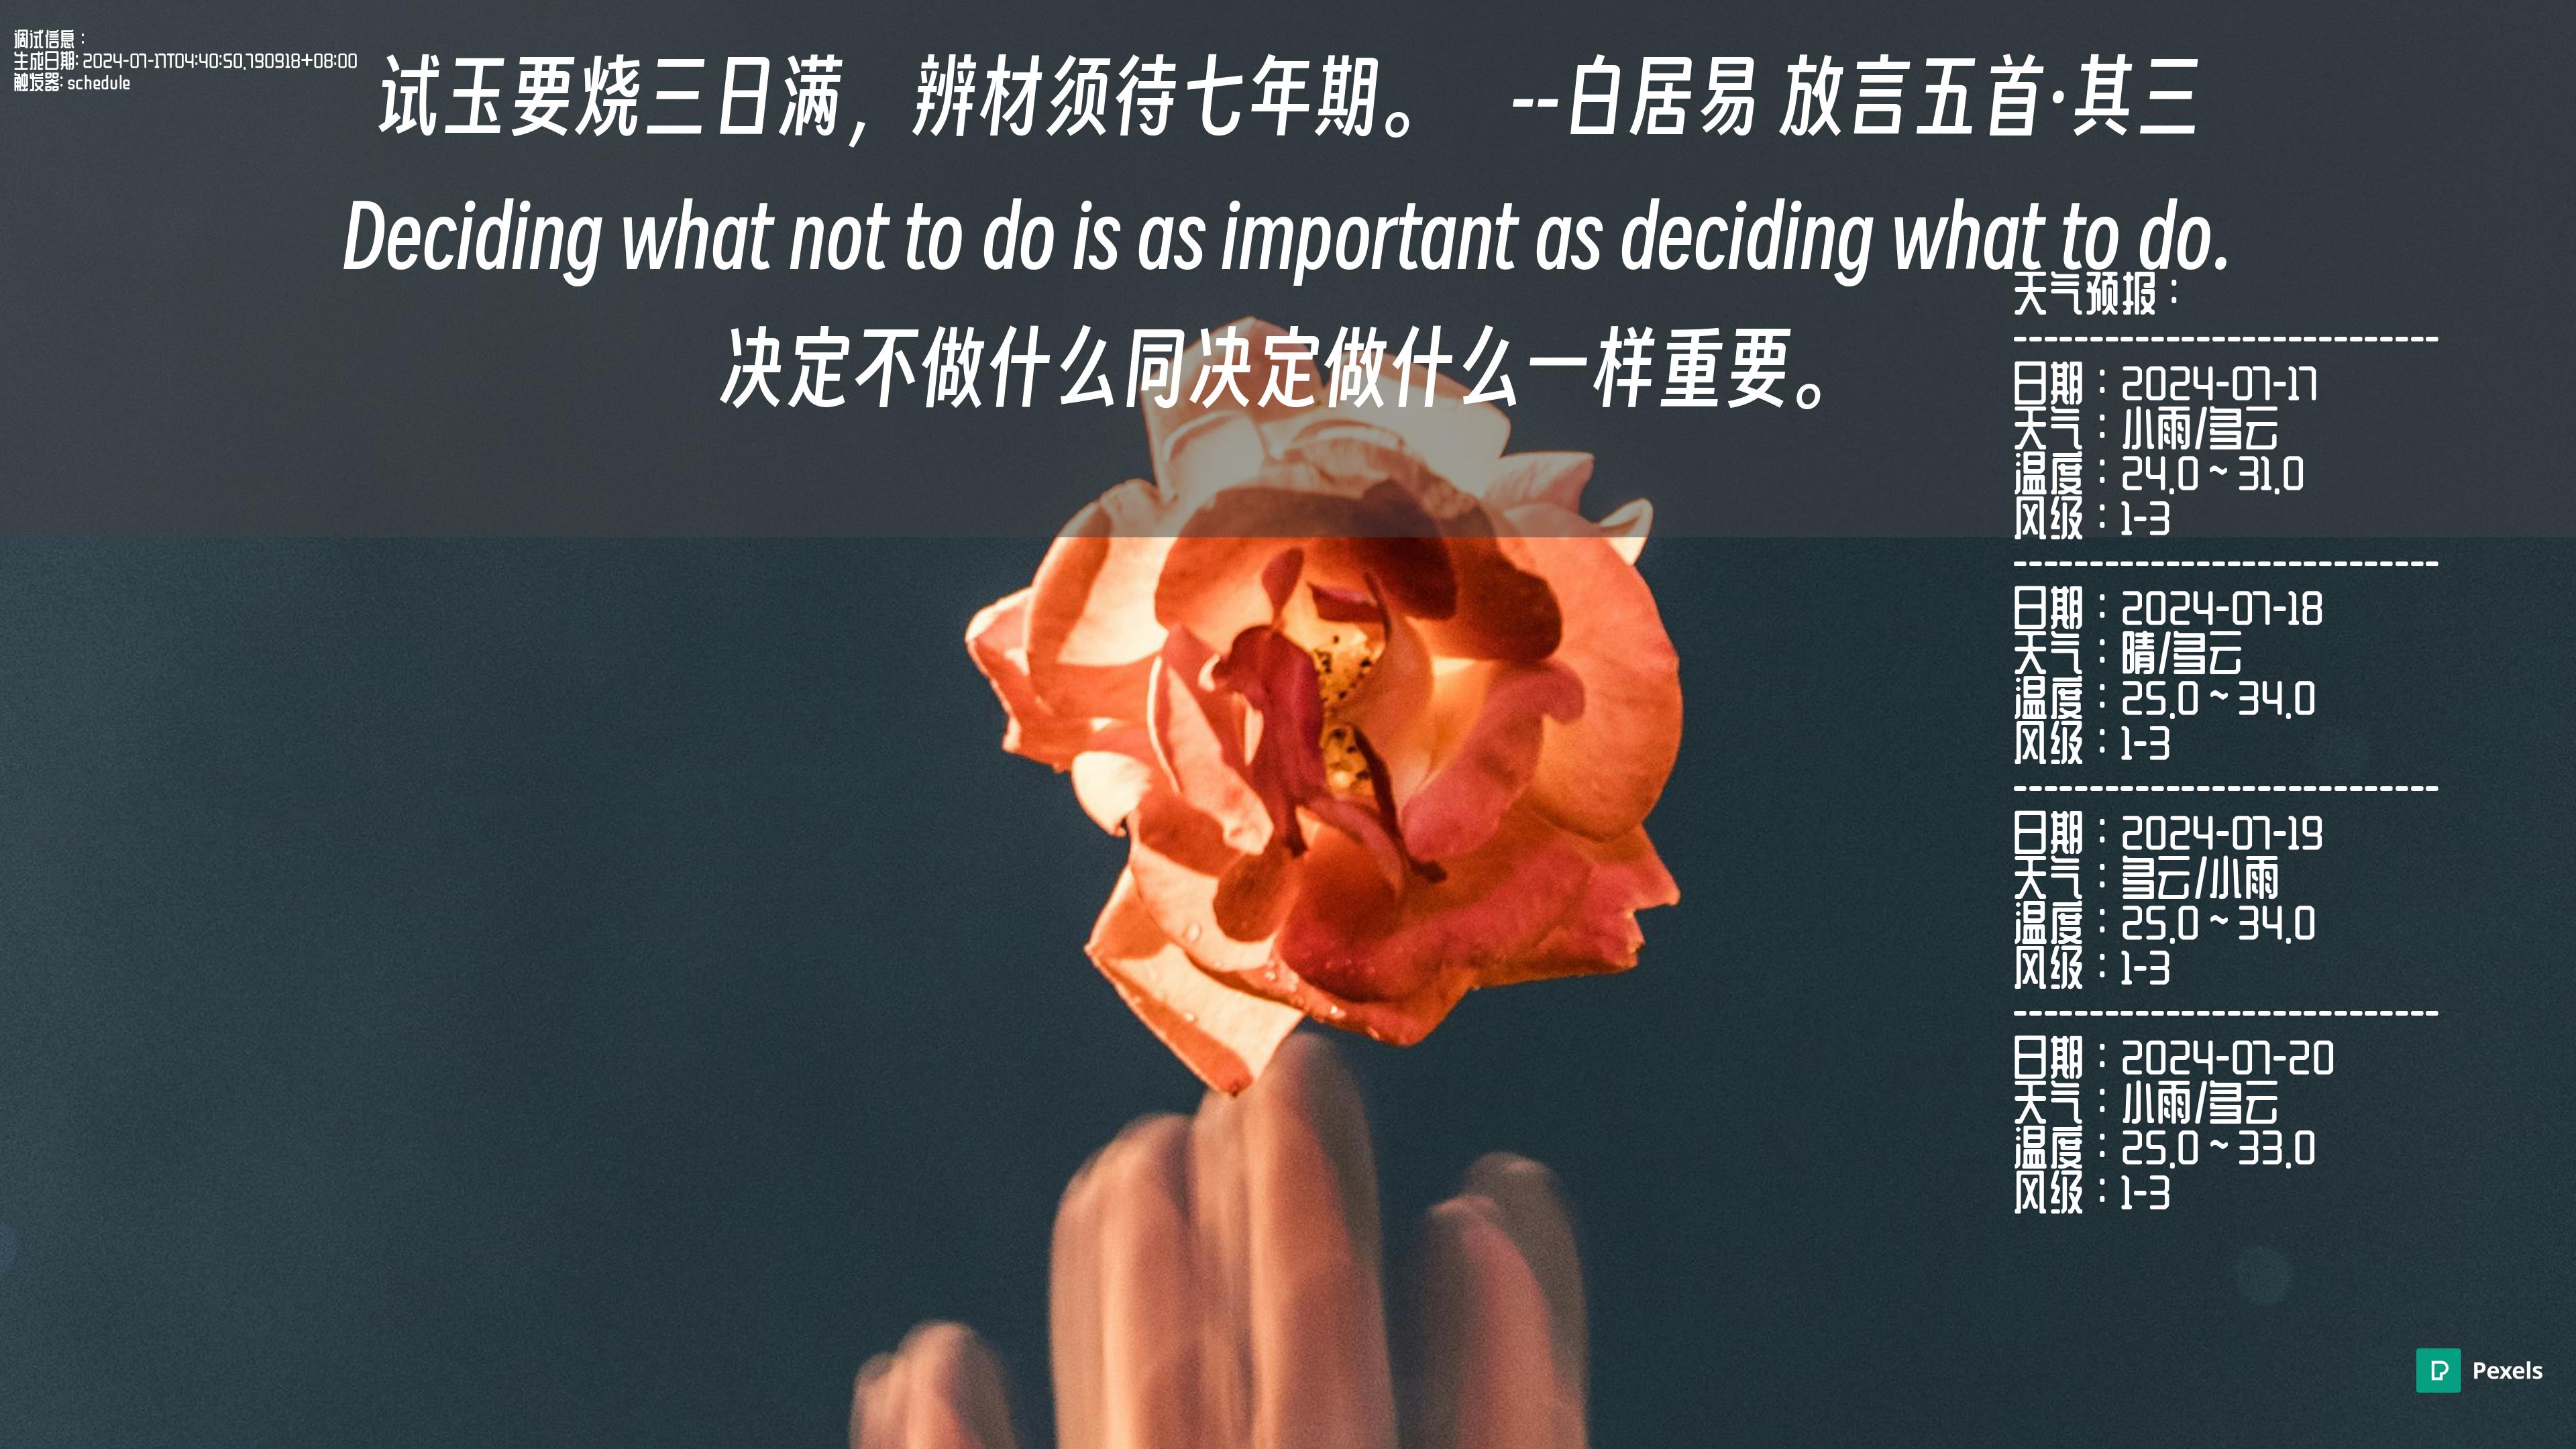 调试信息：
生成日期: 2024-07-17T04:40:50.790918+08:00
触发器: schedule
试玉要烧三日满，辨材须待七年期。 --白居易 放言五首·其三
Deciding what not to do is as important as deciding what to do.
决定不做什么同决定做什么一样重要。
天气预报：
----------------------------
日期：2024-07-17
天气：小雨/多云
温度：24.0 ~ 31.0
风级：1-3
----------------------------
日期：2024-07-18
天气：晴/多云
温度：25.0 ~ 34.0
风级：1-3
----------------------------
日期：2024-07-19
天气：多云/小雨
温度：25.0 ~ 34.0
风级：1-3
----------------------------
日期：2024-07-20
天气：小雨/多云
温度：25.0 ~ 33.0
风级：1-3
Pexels